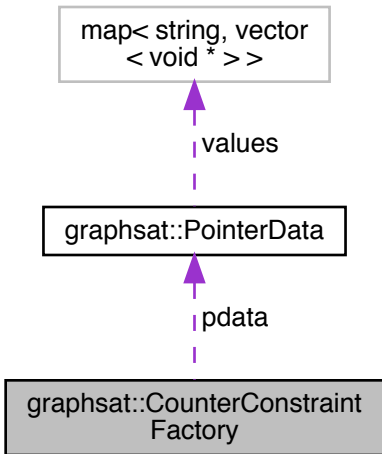 map< string, vector
< void * > >
values
graphsat::PointerData
pdata
graphsat::CounterConstraint
Factory